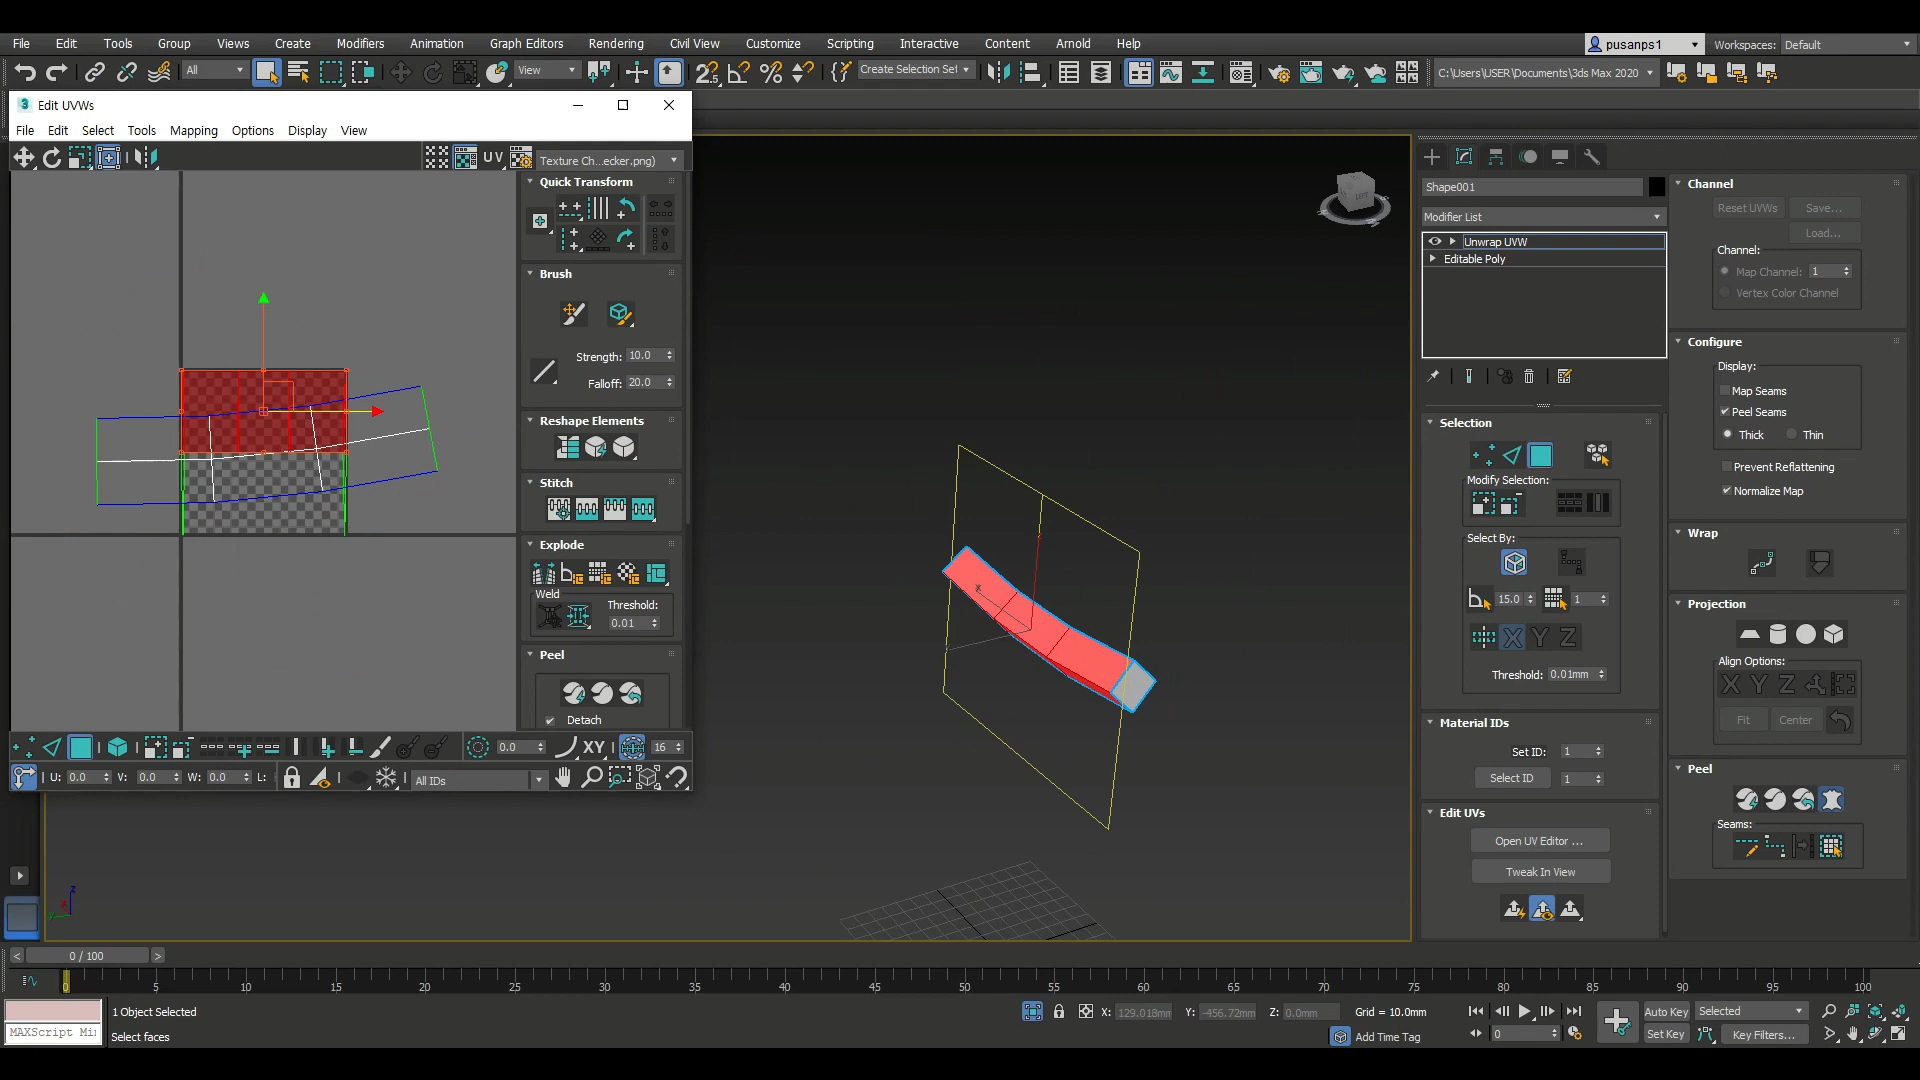 File Edit Tools Group Views Create Modifiers Animation Graph Editors Rendering Civil View Customize Scripting Interactive Content Arnold Help
pusanps1 Workspaces: Default
All View Create Selection Set C:\Users\USER\Documents\3ds Max 2020
3 Edit UVWs
File Edit Select Tools Mapping Options Display View
UV Texture Ch...ecker.png)
Quick Transform
Brush
Strength: 10.0
Falloff: 20.0
Reshape Elements
Stitch
Explode
Weld
Threshold:
0.01
Peel
Detach
0.0 XY 16
U: 0.0 V: 0.0 W: 0.0 L: All IDs
Shape001
Modifier List
Unwrap UVW
Editable Poly
Selection
Modify Selection:
Select By:
15.0 1
X Y Z
Threshold: 0.01mm
Material IDs
Set ID: 1
Select ID 1
Edit UVs
Open UV Editor ...
Tweak In View
Channel
Reset UVWs Save...
Load...
Channel:
Map Channel: 1
Vertex Color Channel
Configure
Display:
Map Seams
Peel Seams
Thick Thin
Prevent Reflattening
Normalize Map
Wrap
Projection
Align Options:
X Y Z
Fit Center
Peel
Seams:
< 0 / 100 >
0 5 10 15 20 25 30 35 40 45 50 55 60 65 70 75 80 85 90 95 100
1 Object Selected
MAXScript Mi
Select faces
X: 129.018mm Y: -456.72mm Z: 0.0mm Grid = 10.0mm
Add Time Tag
0
Auto Key Selected
Set Key Key Filters...